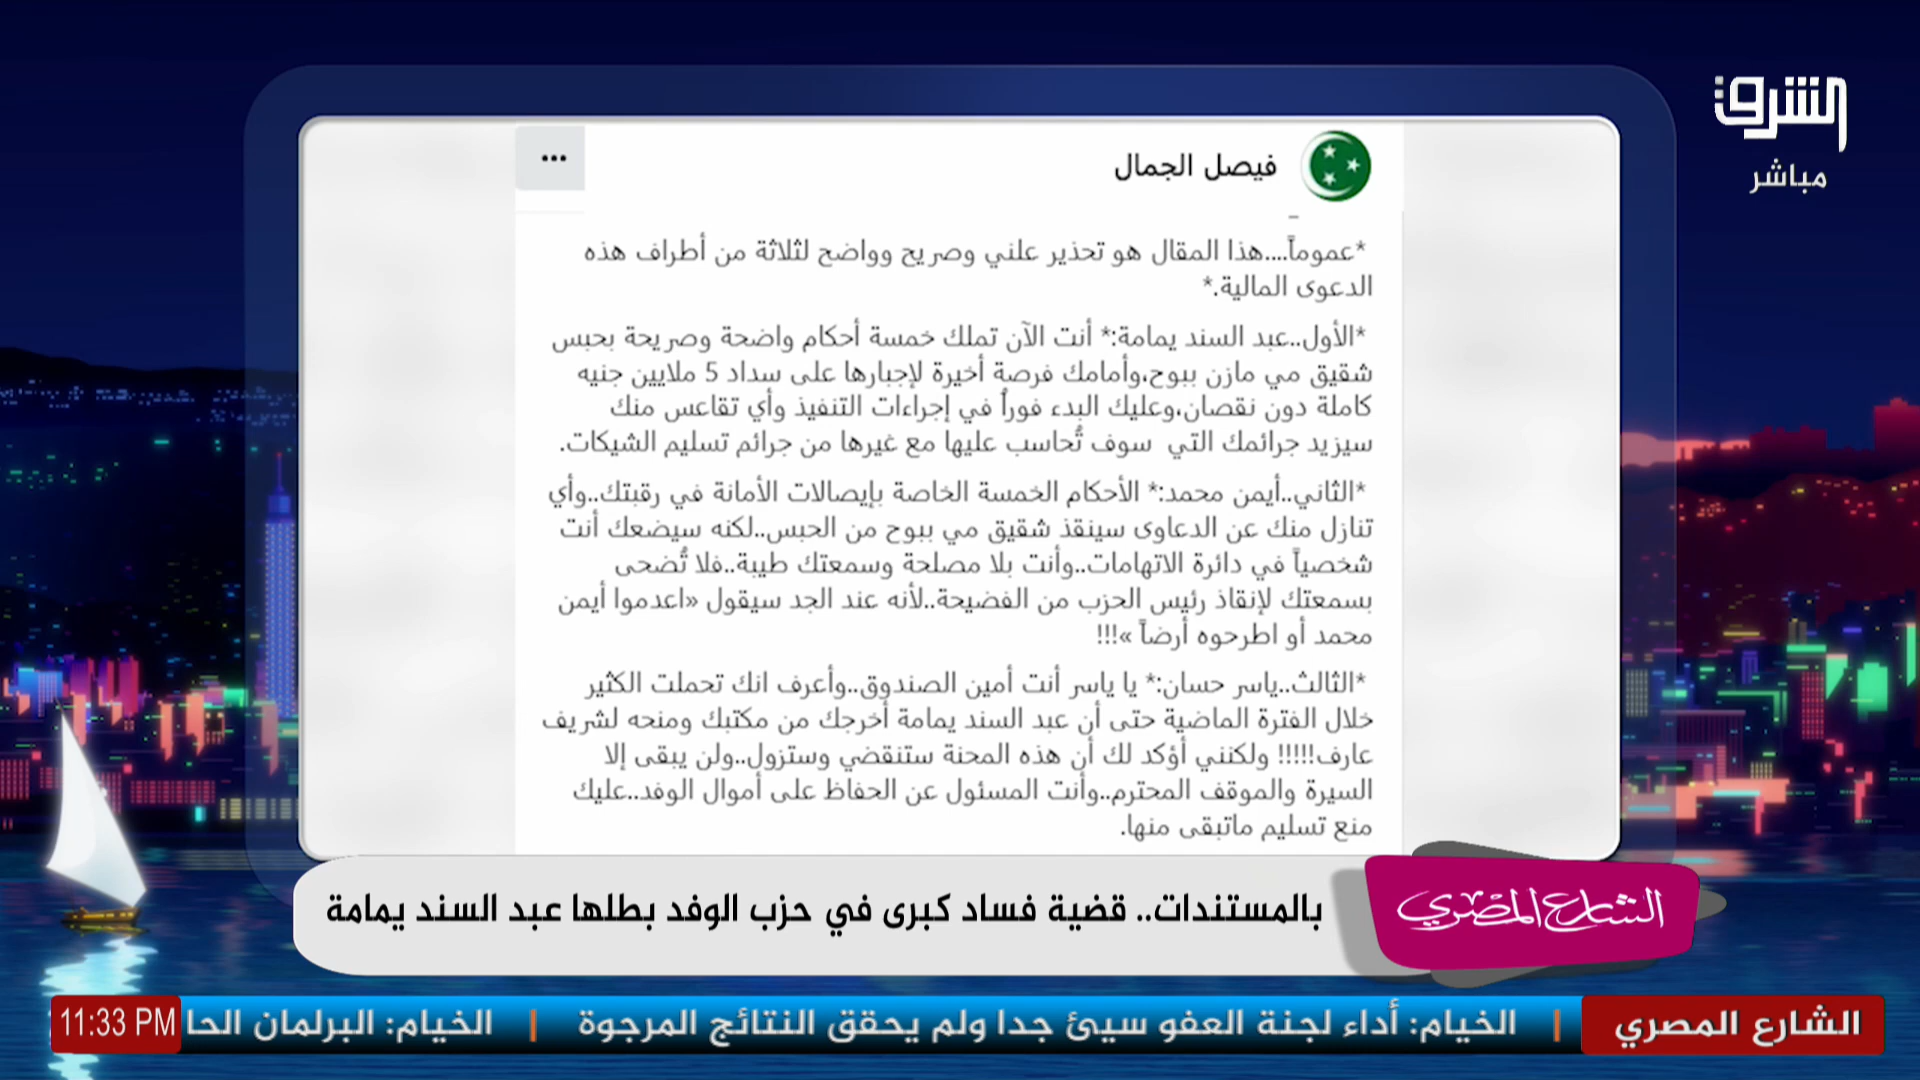 الشرق
مباشر
فيصل الجمال
*عموماً....هذا المقال هو تحذير علني وصريح وواضح لثلاثة من أطراف هذه
الدعوى المالية.*
*الأول..عبد السند يمامة:* أنت الآن تملك خمسة أحكام واضحة وصريحة بحبس
شقيق مي مازن ببوح،وأمامك فرصة أخيرة لإجبارها على سداد 5 ملايين جنيه
كاملة دون نقصان،وعليك البدء فوراً في إجراءات التنفيذ وأي تقاعس منك
سيزيد جرائمك التي سوف تُحاسب عليها مع غيرها من جرائم تسليم الشيكات.
*الثاني..أيمن محمد:* الأحكام الخمسة الخاصة بإيصالات الأمانة في رقبتك..وأي
تنازل منك عن الدعاوى سينقذ شقيق مي ببوح من الحبس..لكنه سيضعك أنت
شخصياً في دائرة الاتهامات..وأنت بلا مصلحة وسمعتك طيبة..فلا تُضحى
بسمعتك لإنقاذ رئيس الحزب من الفضيحة..لأنه عند الجد سيقول «اعدموا أيمن
محمد أو اطرحوه أرضاً »!!!
*الثالث..ياسر حسان:* يا ياسر أنت أمين الصندوق..وأعرف انك تحملت الكثير
خلال الفترة الماضية حتى أن عبد السند يمامة أخرجك من مكتبك ومنحه لشريف
عارف!!!!! ولكنني أؤكد لك أن هذه المحنة ستنقضي وستزول..ولن يبقى إلا
السيرة والموقف المحترم..وأنت المسئول عن الحفاظ على أموال الوفد..عليك
منع تسليم ماتبقى منها.
الشارع المصري
بالمستندات.. قضية فساد كبرى في حزب الوفد بطلها عبد السند يمامة
الشارع المصري
الخيام: أداء لجنة العفو سيئ جدا ولم يحقق النتائج المرجوة | الخيام: البرلمان الحا
11:33 PM